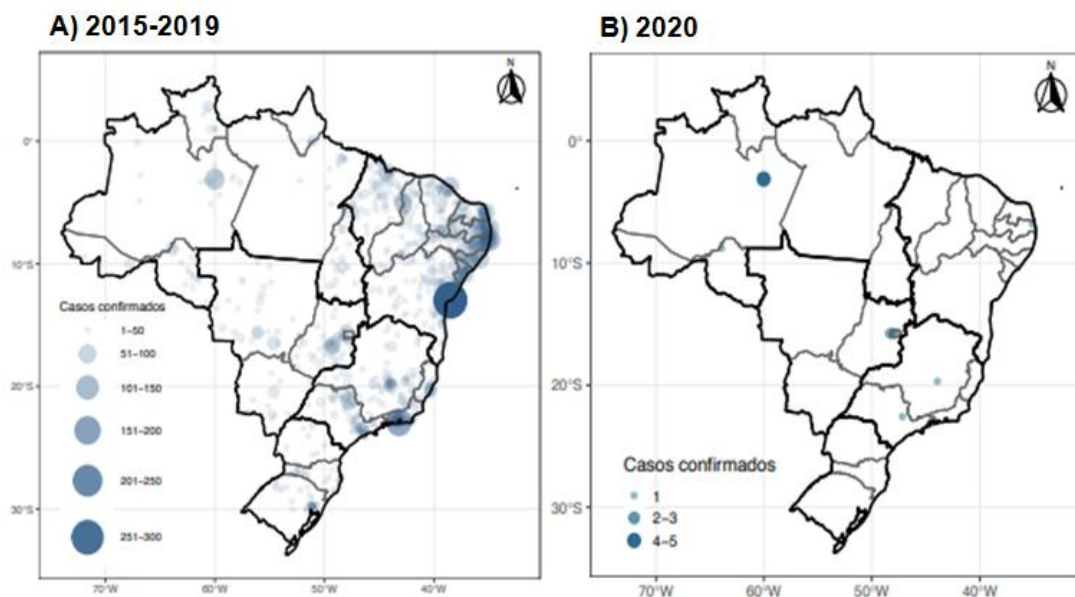 A) 2015-2019
N
0°
10°S
20°S
30°S
Casos confirmados
1-50
51-100
101-150
151-200
201-250
251-300
70°W
60°W
50°W
40°W
B) 2020
N
0°
10°S
20°S
30°S
Casos confirmados
1
2-3
4-5
70°W
60°W
50°W
40°W